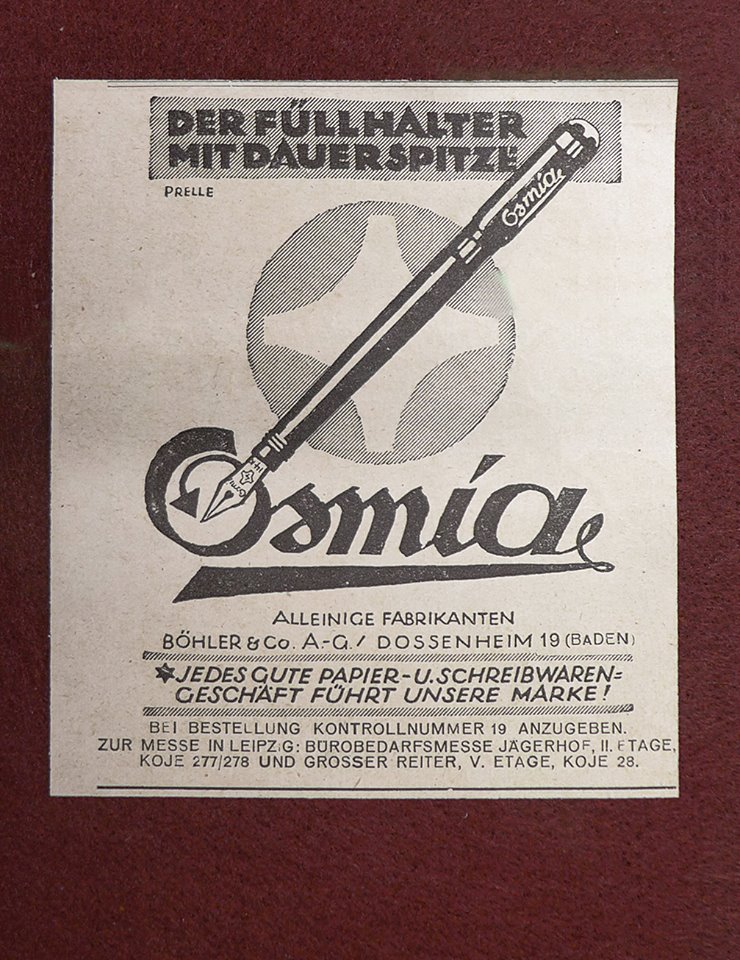 DER FÜLLHALTER
MIT DAUERSPITZE
PRELLE
Osmia
Osmia
ALLEINIGE FABRIKANTEN
BÖHLER & Co. A.-G. / DOSSENHEIM 19 (BADEN)
JEDES GUTE PAPIER- U. SCHREIBWAREN=
GESCHÄFT FÜHRT UNSERE MARKE!
BEI BESTELLUNG KONTROLLNUMMER 19 ANZUGEBEN.
ZUR MESSE IN LEIPZIG: BUROBEDARFSMESSE JÄGERHOF, II. ETAGE,
KOJE 277/278 UND GROSSER REITER, V. ETAGE, KOJE 28.